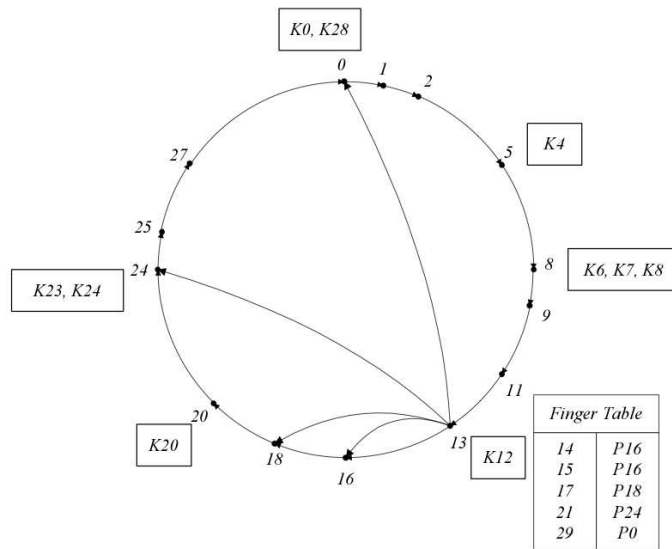 K0, K28
0
1
2
K4
5
27
25
24
K23, K24
8
K6, K7, K8
9
11
20
K20
18
16
13
K12
Finger Table
14 P16
15 P16
17 P18
21 P24
29 P0